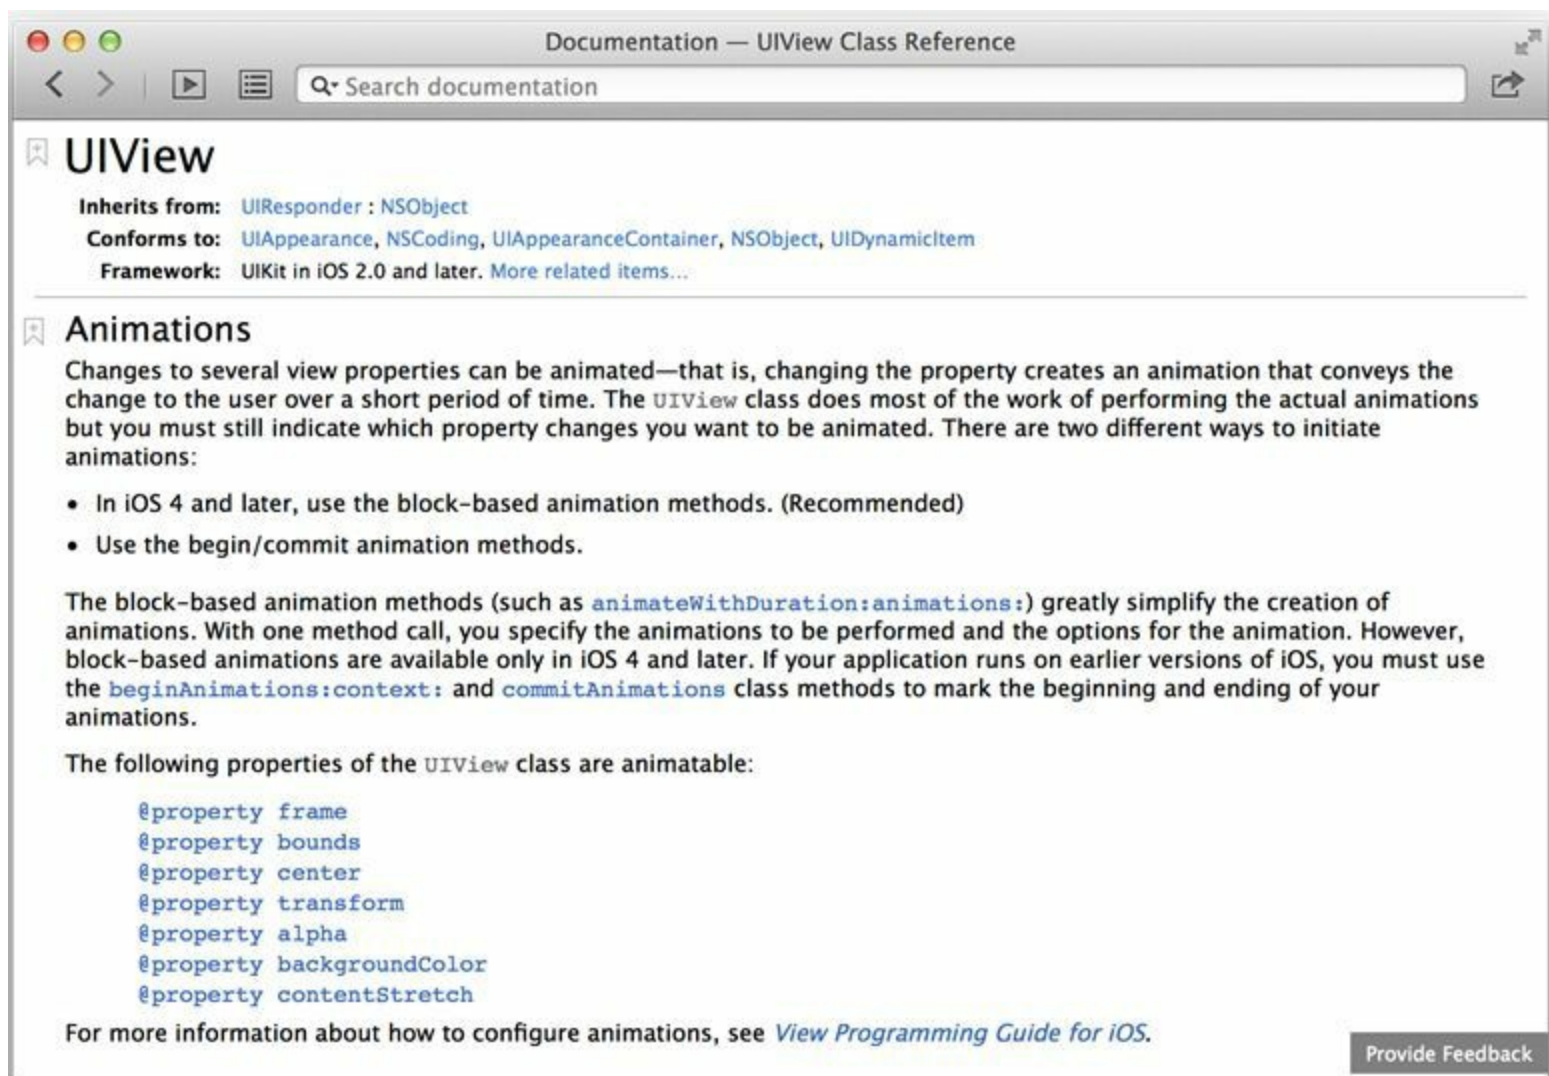 Documentation — UIView Class Reference
Search documentation
UIView
Inherits from: UIResponder : NSObject
Conforms to: UIAppearance, NSCoding, UIAppearanceContainer, NSObject, UIDynamicItem
Framework: UIKit in iOS 2.0 and later. More related items...
Animations
Changes to several view properties can be animated—that is, changing the property creates an animation that conveys the
change to the user over a short period of time. The UIView class does most of the work of performing the actual animations
but you must still indicate which property changes you want to be animated. There are two different ways to initiate
animations:
• In iOS 4 and later, use the block-based animation methods. (Recommended)
• Use the begin/commit animation methods.
The block-based animation methods (such as animateWithDuration:animations:) greatly simplify the creation of
animations. With one method call, you specify the animations to be performed and the options for the animation. However,
block-based animations are available only in iOS 4 and later. If your application runs on earlier versions of iOS, you must use
the beginAnimations:context: and commitAnimations class methods to mark the beginning and ending of your
animations.
The following properties of the UIView class are animatable:
@property frame
@property bounds
@property center
@property transform
@property alpha
@property backgroundColor
@property contentStretch
For more information about how to configure animations, see View Programming Guide for iOS.
Provide Feedback